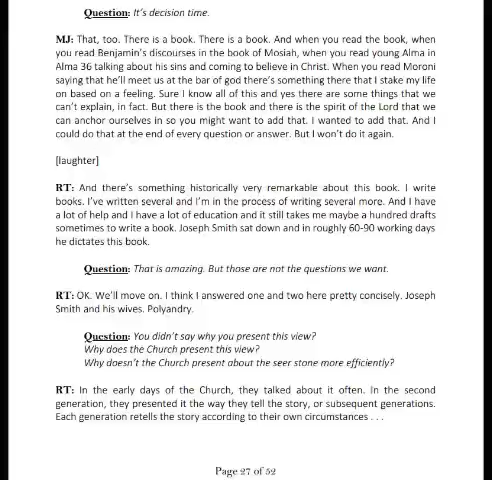 Question: It's decision time.
MJ: That, too. There is a book. There is a book. And when you read the book, when
you read Benjamin's discourses in the book of Mosiah, when you read young Alma in
Alma 36 talking about his sins and coming to believe in Christ. When you read Moroni
saying that he'll meet us at the bar of god there's something there that I stake my life
on based on a feeling. Sure I know all of this and yes there are some things that we
can't explain, in fact. But there is the book and there is the spirit of the Lord that we
can anchor ourselves in so you might want to add that. I wanted to add that. And I
could do that at the end of every question or answer. But I won't do it again.
[laughter]
RT: And there's something historically very remarkable about this book. I write
books. I've written several and I'm in the process of writing several more. And I have
a lot of help and I have a lot of education and it still takes me maybe a hundred drafts
sometimes to write a book. Joseph Smith sat down and in roughly 60-90 working days
he dictates this book.
Question: That is amazing. But those are not the questions we want.
RT: OK. We'll move on. I think I answered one and two here pretty concisely. Joseph
Smith and his wives. Polyandry.
Question: You didn't say why you present this view?
Why does the Church present this view?
Why doesn't the Church present about the seer stone more efficiently?
RT: In the early days of the Church, they talked about it often. In the second
generation, they presented it the way they tell the story, or subsequent generations.
Each generation retells the story according to their own circumstances . . .
Page 27 of 52